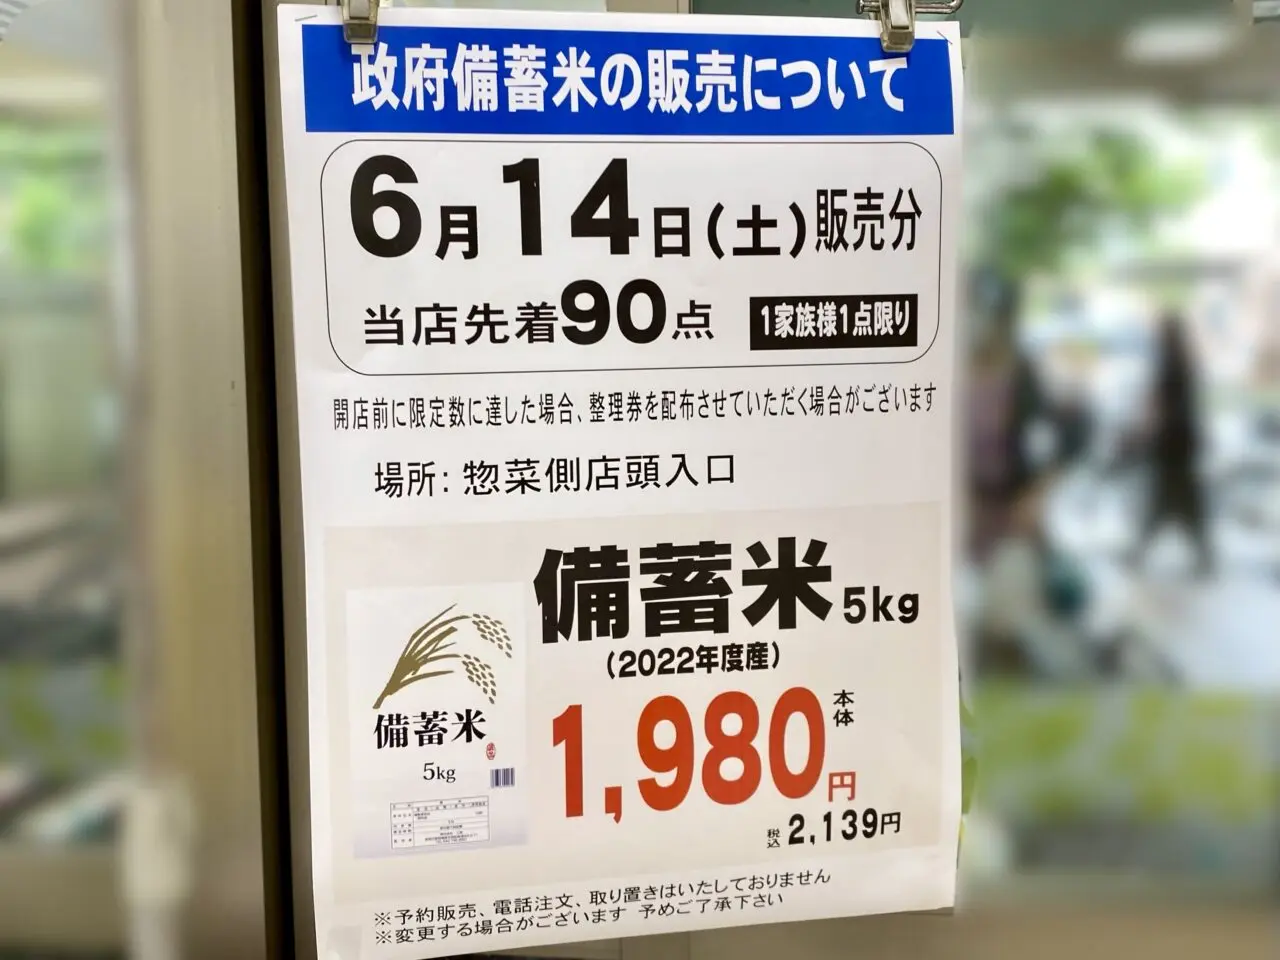 政府備蓄米の販売について
6月14日(土)販売分
当店先着90点 1家族様1点限り
開店前に限定数に達した場合、整理券を配布させていただく場合がございます
場所:惣菜側店頭入口
備蓄米5kg
(2022年度産)
1,980円 本体
税込 2,139円
備蓄米
5kg
※予約販売、電話注文、取り置きはいたしておりません
※変更する場合がございます 予めご了承下さい